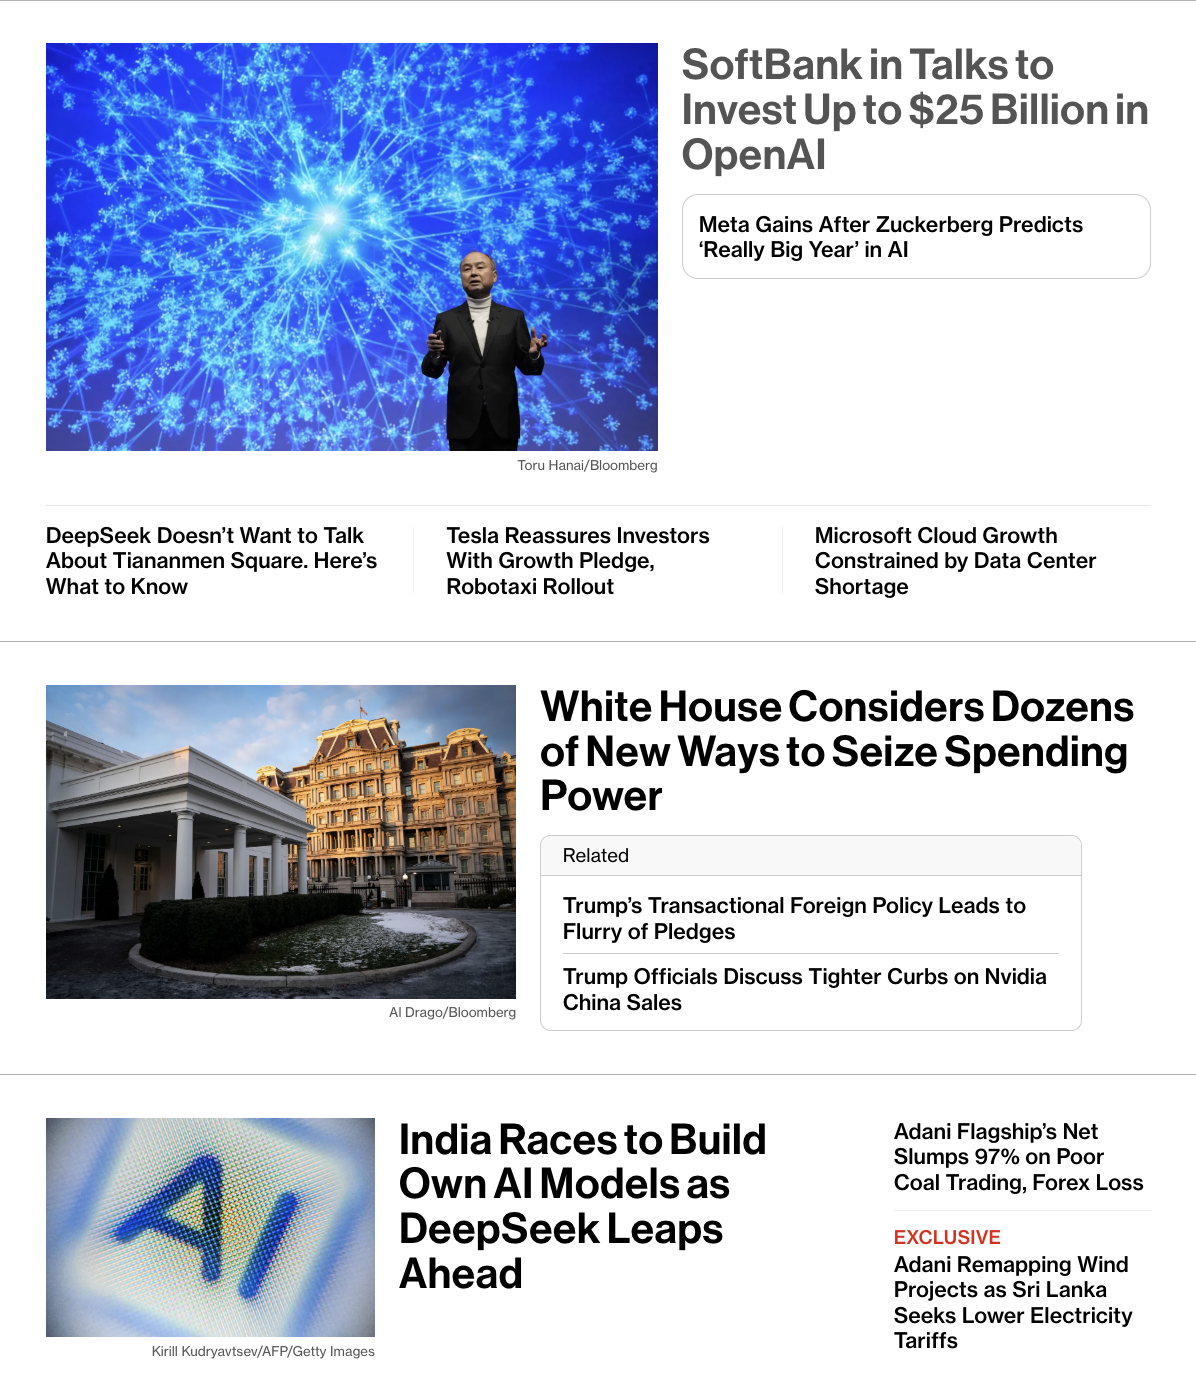 SoftBank in Talks to
Invest Up to $25 Billion in
OpenAI
Meta Gains After Zuckerberg Predicts
‘Really Big Year’ in AI
Toru Hanai/Bloomberg
DeepSeek Doesn’t Want to Talk
About Tiananmen Square. Here’s
What to Know
Tesla Reassures Investors
With Growth Pledge,
Robotaxi Rollout
Microsoft Cloud Growth
Constrained by Data Center
Shortage
White House Considers Dozens
of New Ways to Seize Spending
Power
Related
Trump’s Transactional Foreign Policy Leads to
Flurry of Pledges
Trump Officials Discuss Tighter Curbs on Nvidia
China Sales
Al Drago/Bloomberg
AI
Kirill Kudryavtsev/AFP/Getty Images
India Races to Build
Own AI Models as
DeepSeek Leaps
Ahead
Adani Flagship’s Net
Slumps 97% on Poor
Coal Trading, Forex Loss
EXCLUSIVE
Adani Remapping Wind
Projects as Sri Lanka
Seeks Lower Electricity
Tariffs